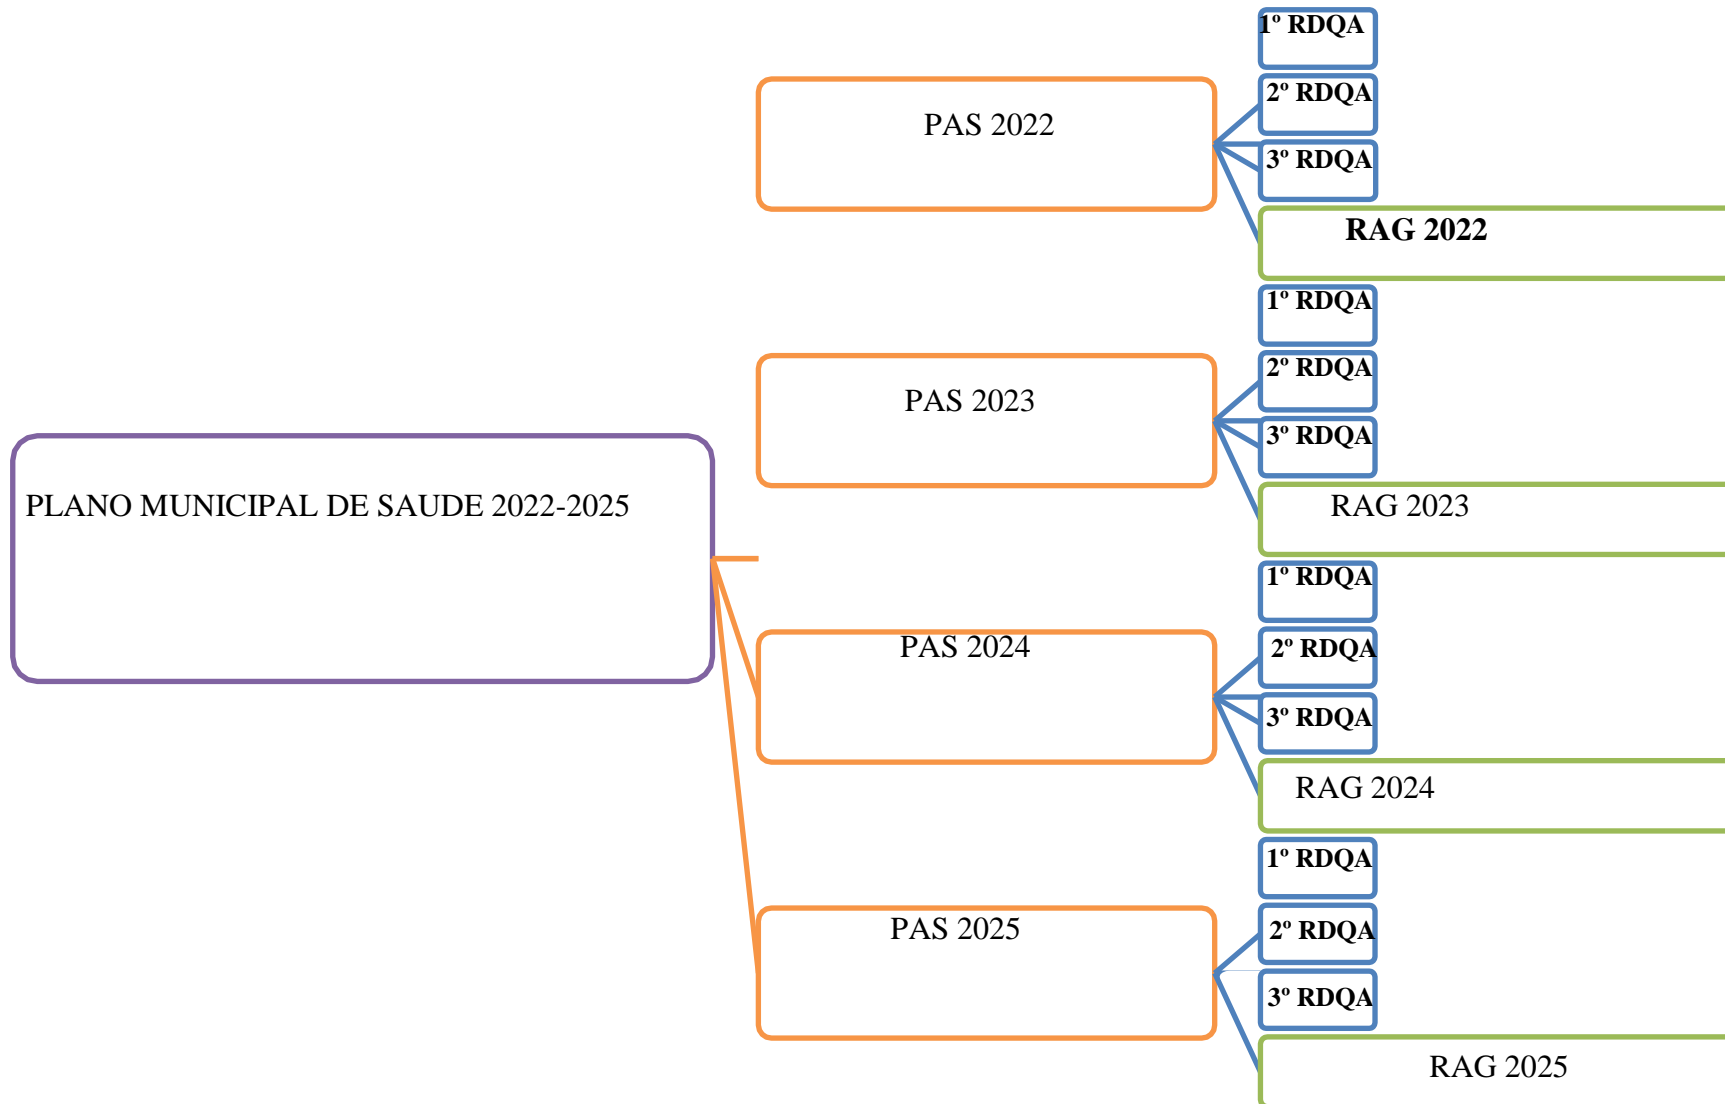 PLANO MUNICIPAL DE SAUDE 2022-2025
PAS 2022
1º RDQA
2º RDQA
3º RDQA
RAG 2022
PAS 2023
1º RDQA
2º RDQA
3º RDQA
RAG 2023
PAS 2024
1º RDQA
2º RDQA
3º RDQA
RAG 2024
PAS 2025
1º RDQA
2º RDQA
3º RDQA
RAG 2025